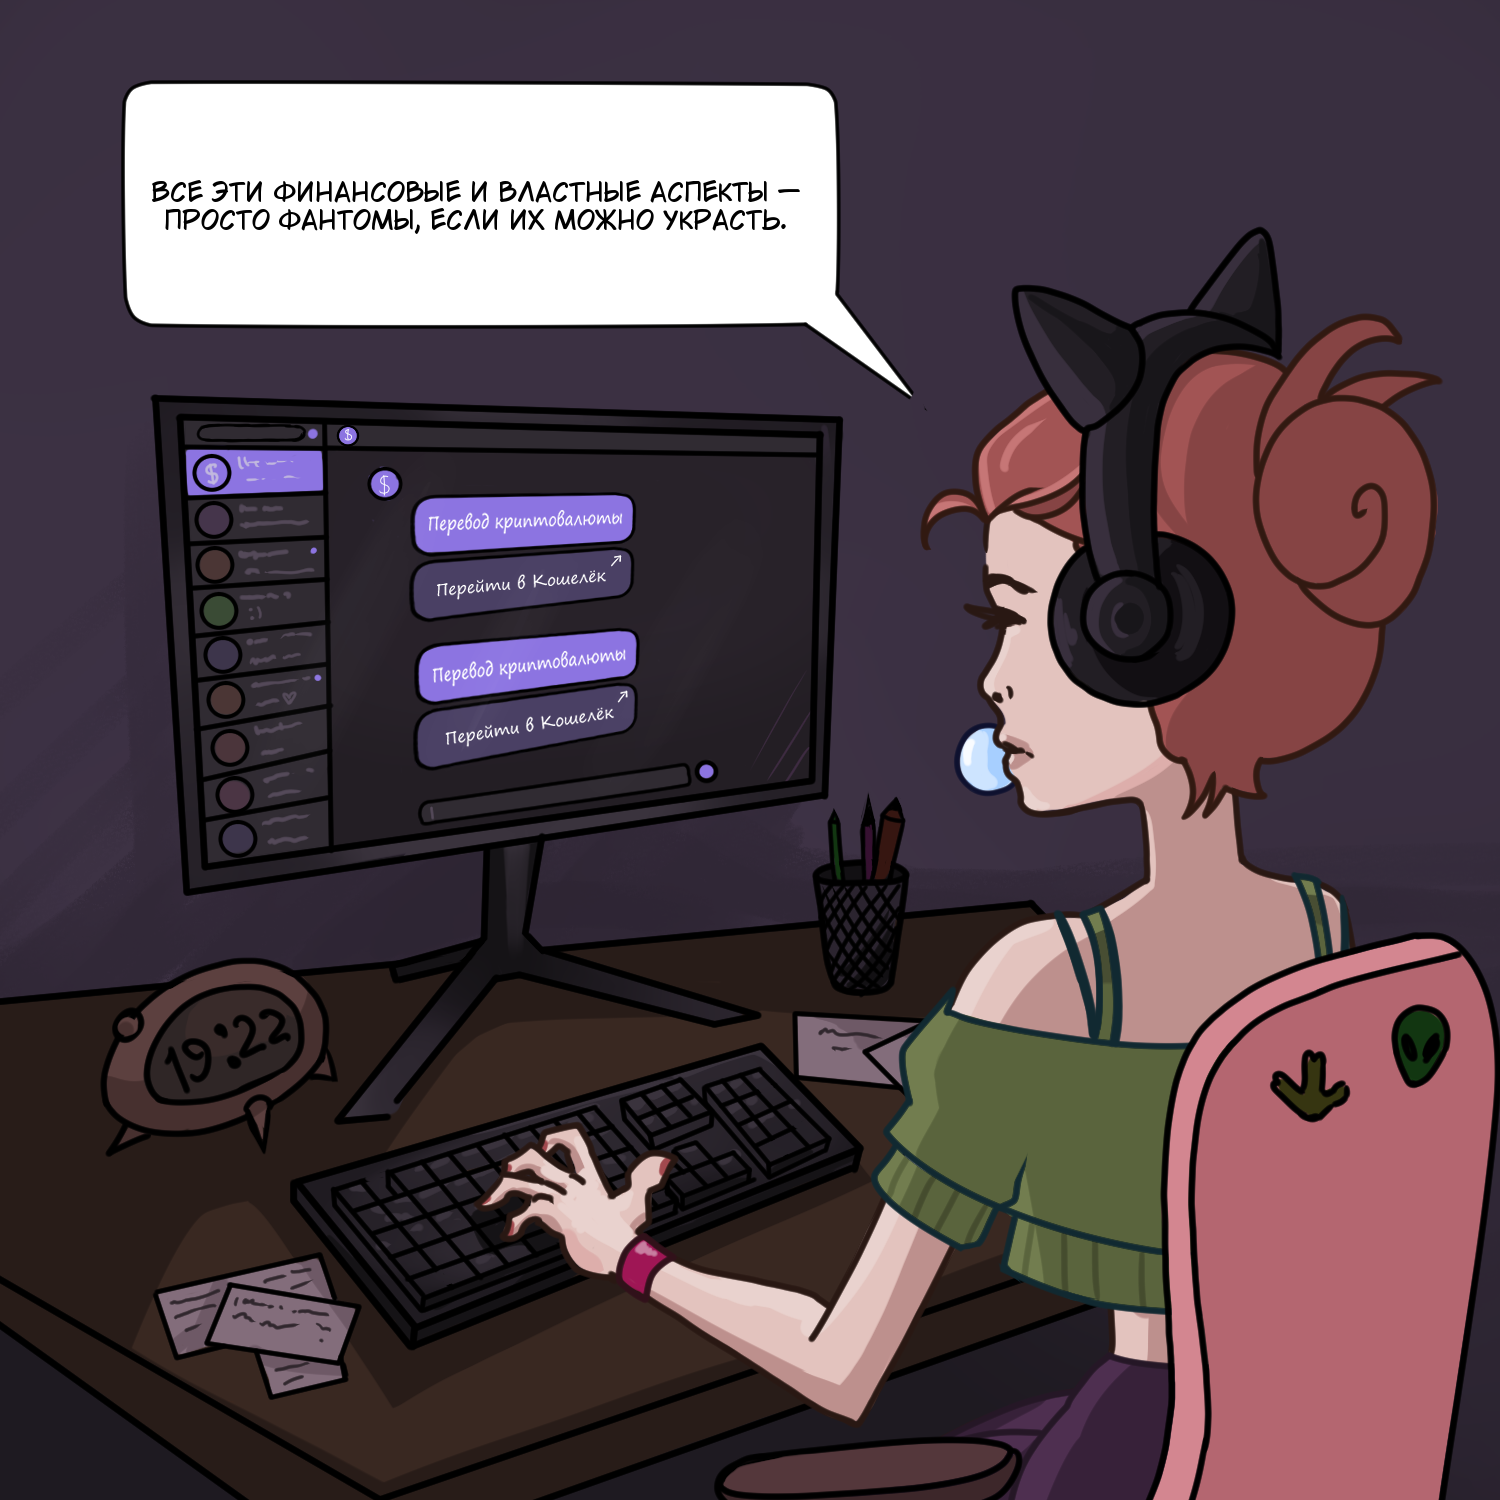 ВСЕ ЭТИ ФИНАНСОВЫЕ И ВЛАСТНЫЕ АСПЕКТЫ —
ПРОСТО ФАНТОМЫ, ЕСЛИ ИХ МОЖНО УКРАСТЬ.
$
$
$
Перевод криптовалюты
Перейти в Кошелёк
:)
Перевод криптовалюты
Перейти в Кошелёк
19:22